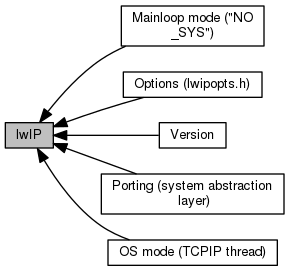 Mainloop mode ("NO
_SYS")
Options (lwipopts.h)
lwIP
Version
Porting (system abstraction
layer)
OS mode (TCPIP thread)